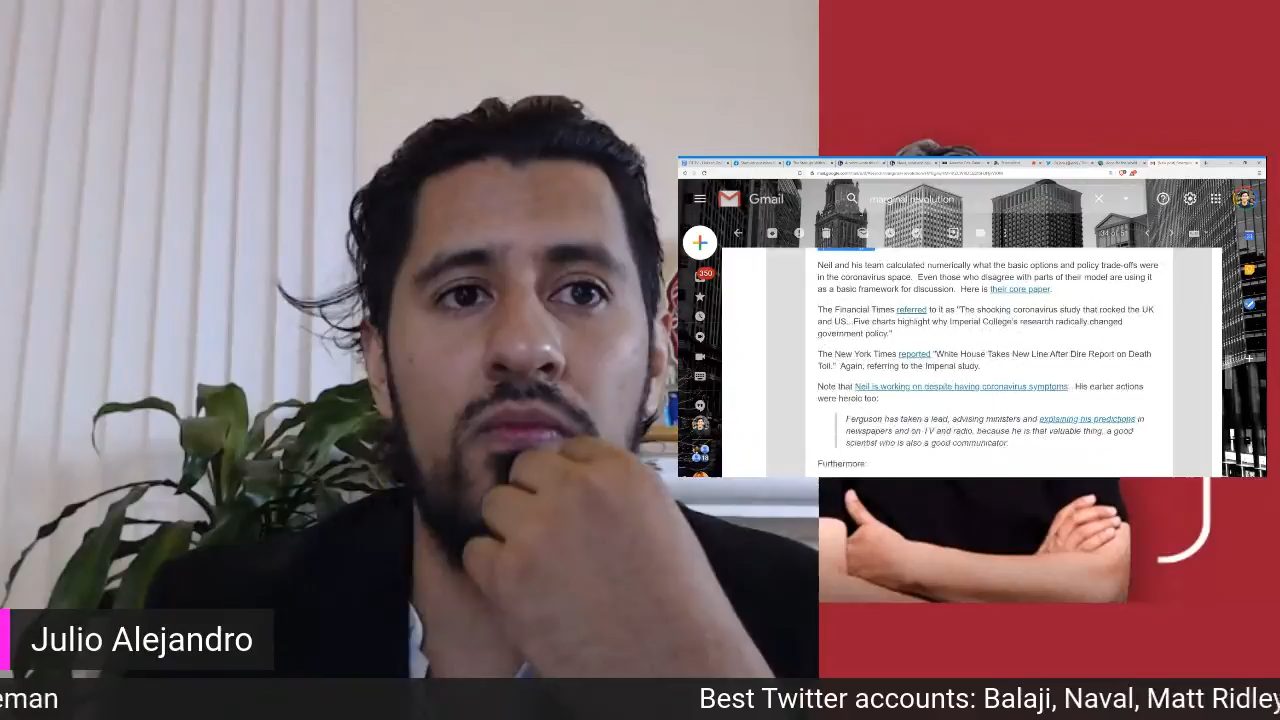 Gmail
marginal revolution
350
Neil and his team calculated numerically what the basic options and policy trade-offs were
in the coronavirus space. Even those who disagree with parts of their model are using it
as a basic framework for discussion. Here is their core paper.
The Financial Times referred to it as "The shocking coronavirus study that rocked the UK
and US...Five charts highlight why Imperial College's research radically changed
government policy."
The New York Times reported "White House Takes New Line After Dire Report on Death
Toll." Again, referring to the Imperial study.
Note that Neil is working on despite having coronavirus symptoms. His earlier actions
were heroic too:
Ferguson has taken a lead, advising ministers and explaining his predictions in
newspapers and on TV and radio, because he is that valuable thing, a good
scientist who is also a good communicator.
Furthermore:
Julio Alejandro
eman
Best Twitter accounts: Balaji, Naval, Matt Ridley